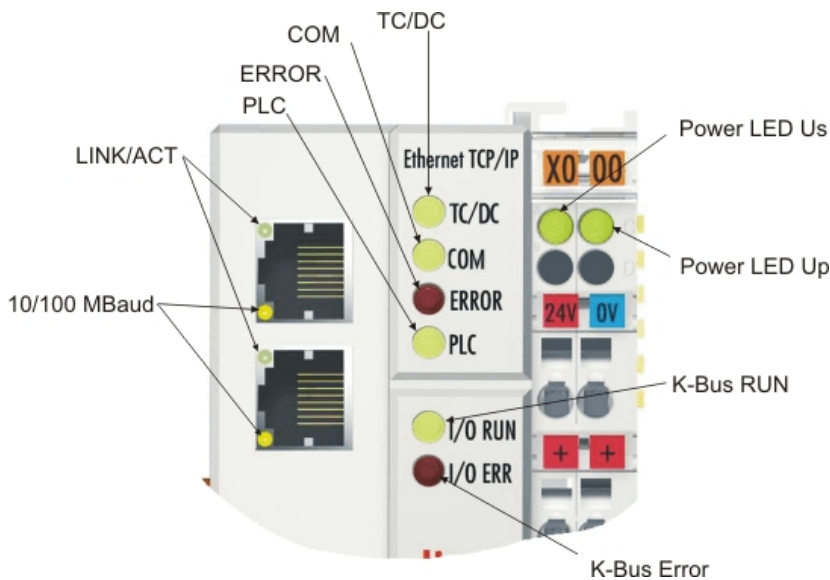 TC/DC
COM
ERROR
PLC
LINK/ACT
10/100 MBaud
Ethernet TCP/IP
TC/DC
COM
ERROR
PLC
I/O RUN
I/O ERR
X0 00
24V 0V
+ +
Power LED Us
Power LED Up
K-Bus RUN
K-Bus Error